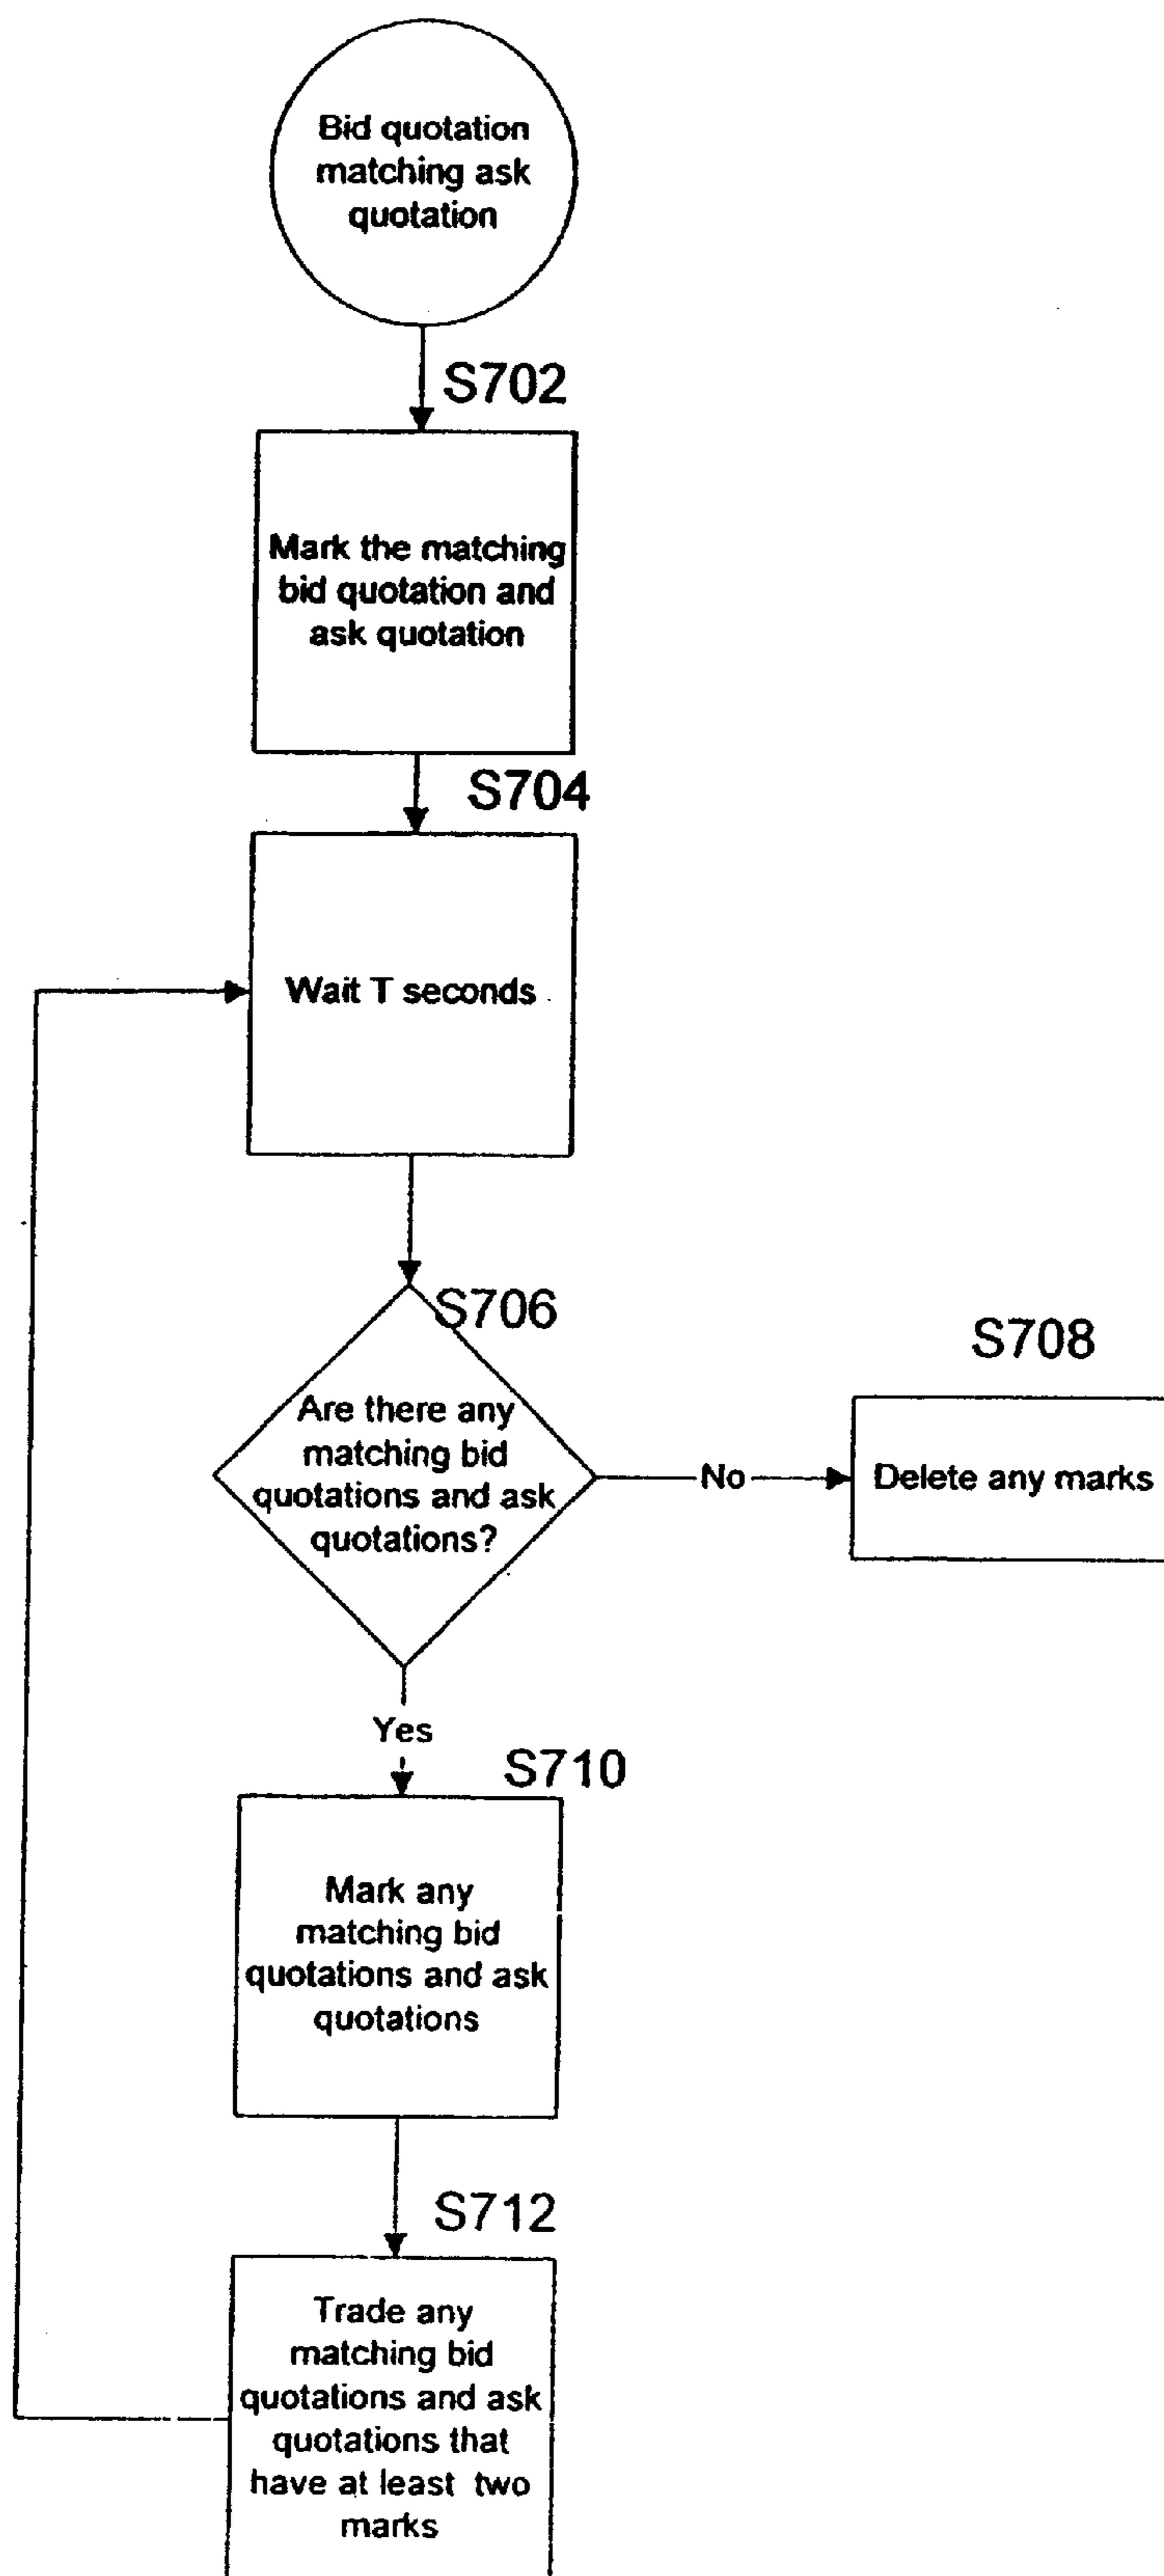 Bid quotation
matching ask
quotation
S702
Mark the matching
bid quotation and
ask quotation
S704
Wait T seconds
S706
Are there any
matching bid
quotations and ask
quotations?
No
S708
Delete any marks
Yes
S710
Mark any
matching bid
quotations and ask
quotations
S712
Trade any
matching bid
quotations and ask
quotations that
have at least two
marks